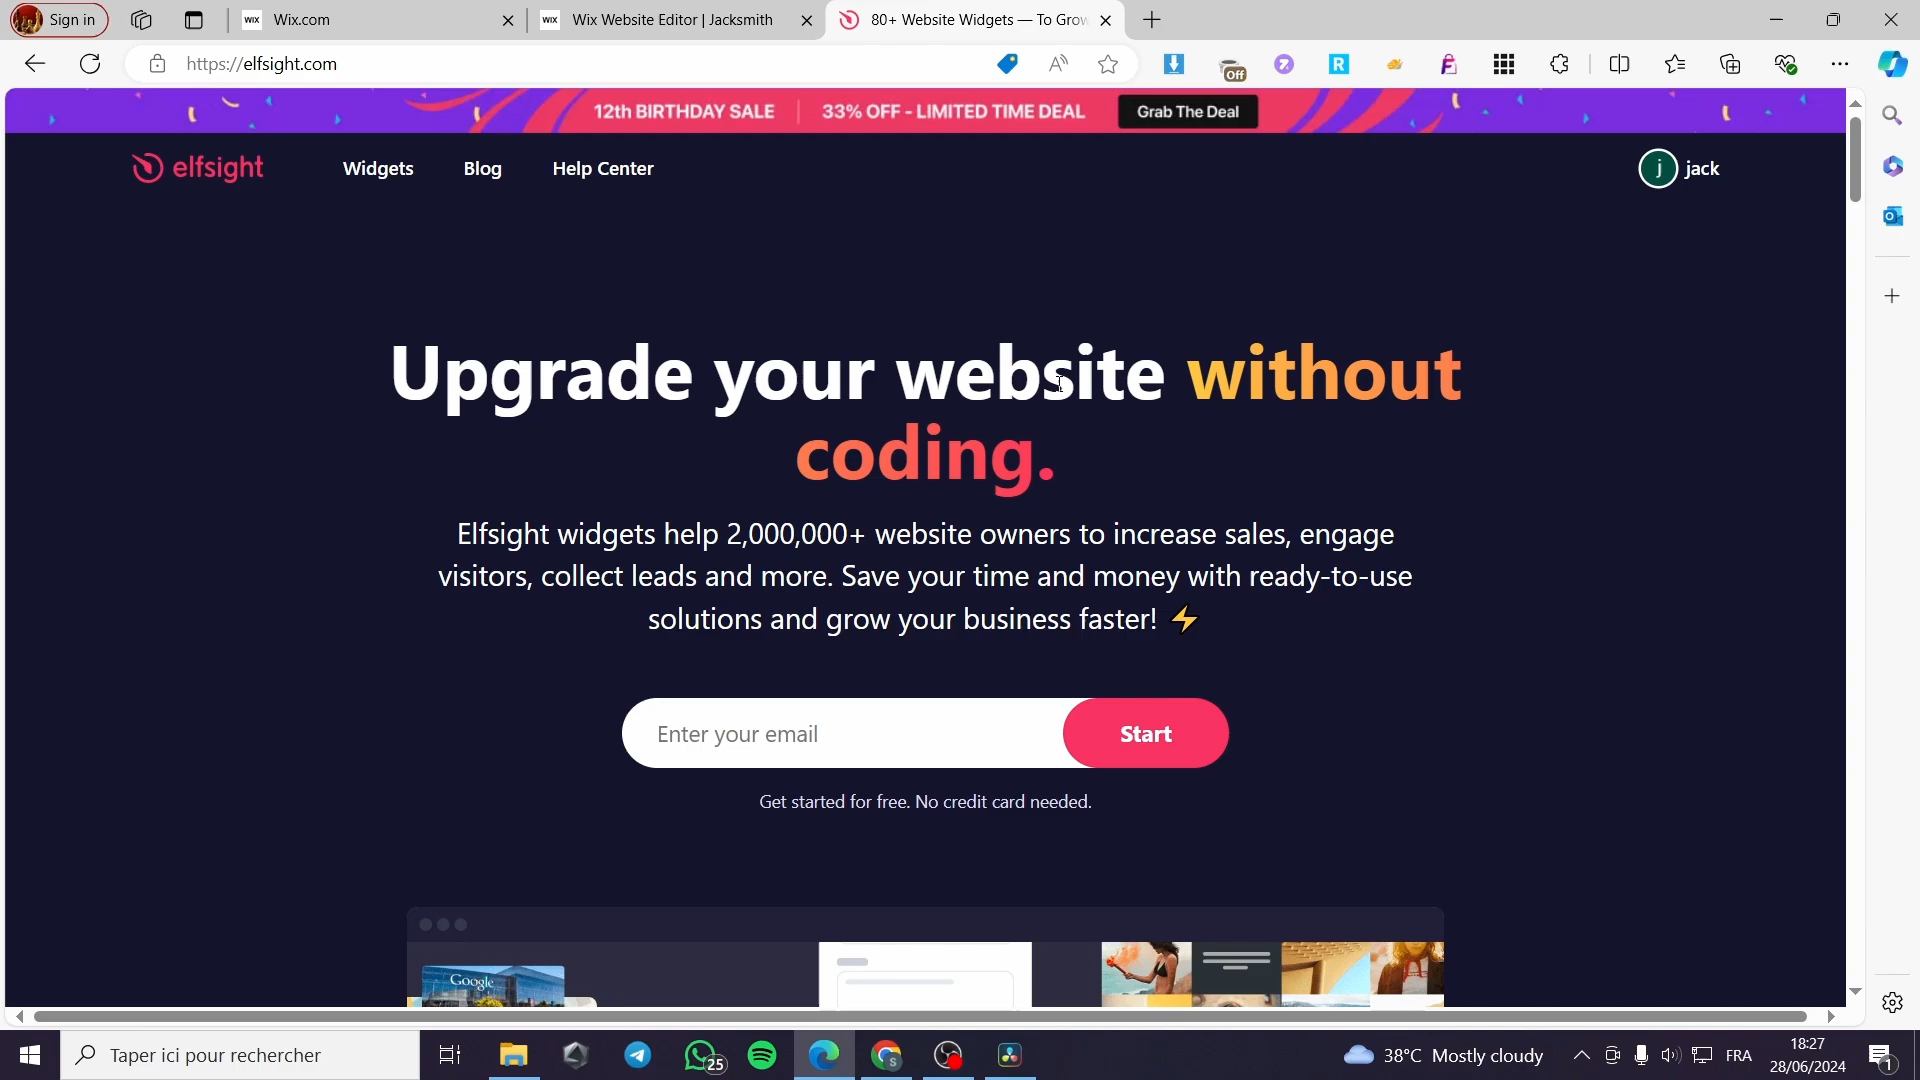 Sign in
WIX Wix.com
WIX Wix Website Editor | Jacksmith
80+ Website Widgets — To Grow
https://elfsight.com
Off
12th BIRTHDAY SALE
33% OFF - LIMITED TIME DEAL
Grab The Deal
elfsight
Widgets
Blog
Help Center
j
jack
Upgrade your website without
coding.
Elfsight widgets help 2,000,000+ website owners to increase sales, engage
visitors, collect leads and more. Save your time and money with ready-to-use
solutions and grow your business faster! ⚡
Enter your email
Start
Get started for free. No credit card needed.
Google
Taper ici pour rechercher
25
38°C Mostly cloudy
FRA
18:27
28/06/2024
1